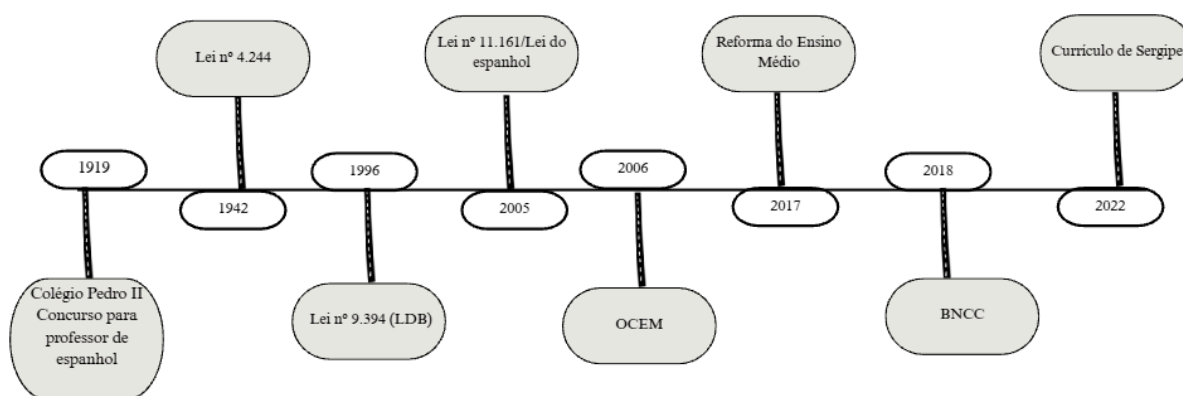 Lei nº 4.244
Lei nº 11.161/Lei do
espanhol
Reforma do Ensino
Médio
Currículo de Sergipe
1919
1996
2006
2018
1942
2005
2017
2022
Colégio Pedro II
Concurso para
professor de
espanhol
Lei nº 9.394 (LDB)
OCEM
BNCC